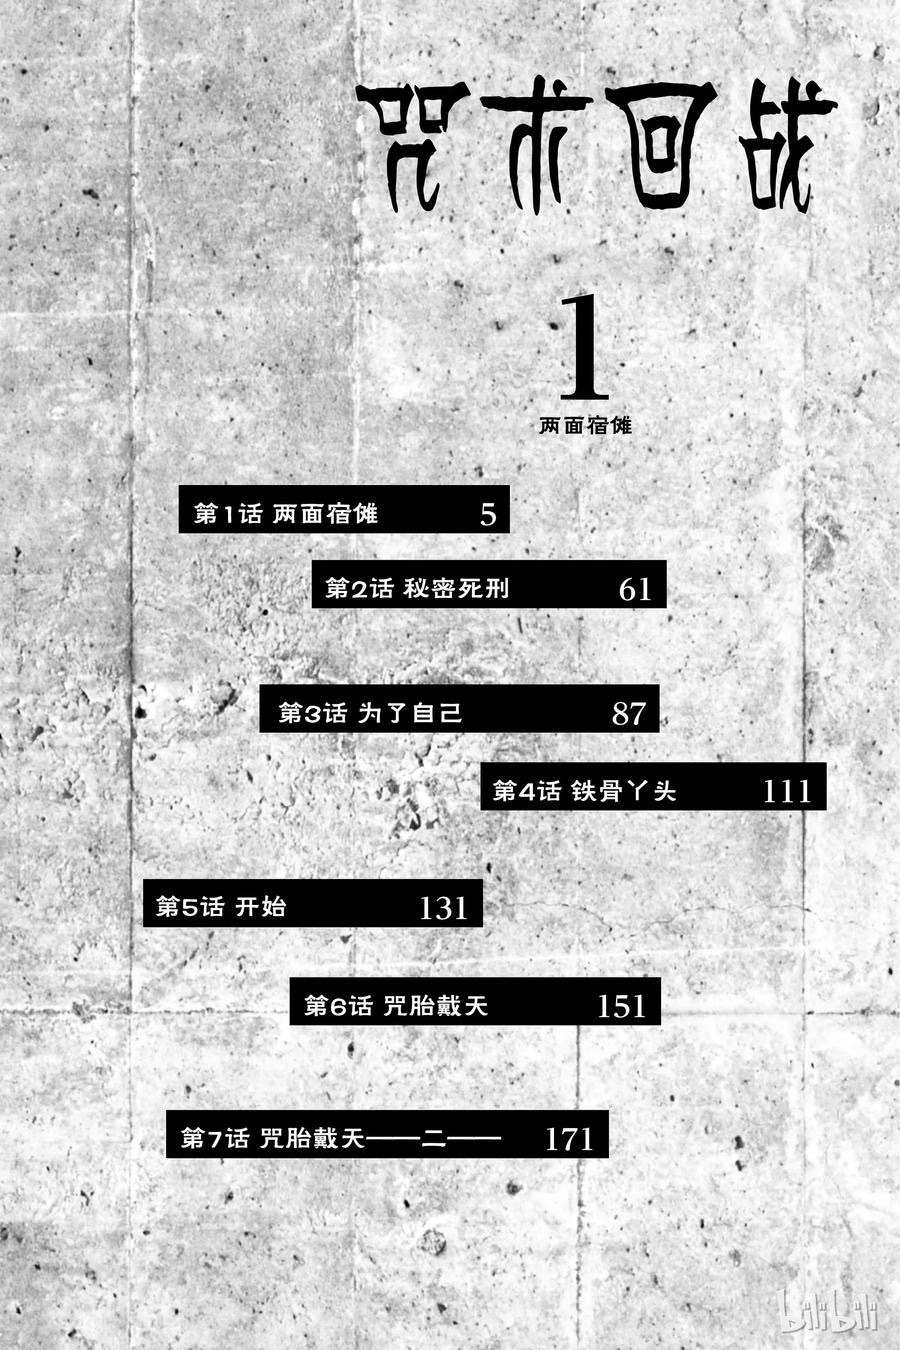 咒术回战
1
两面宿傩
第1话 两面宿傩 5
第2话 秘密死刑 61
第3话 为了自己 87
第4话 铁骨丫头 111
第5话 开始 131
第6话 咒胎戴天 151
第7话 咒胎戴天——二—— 171
bilibili